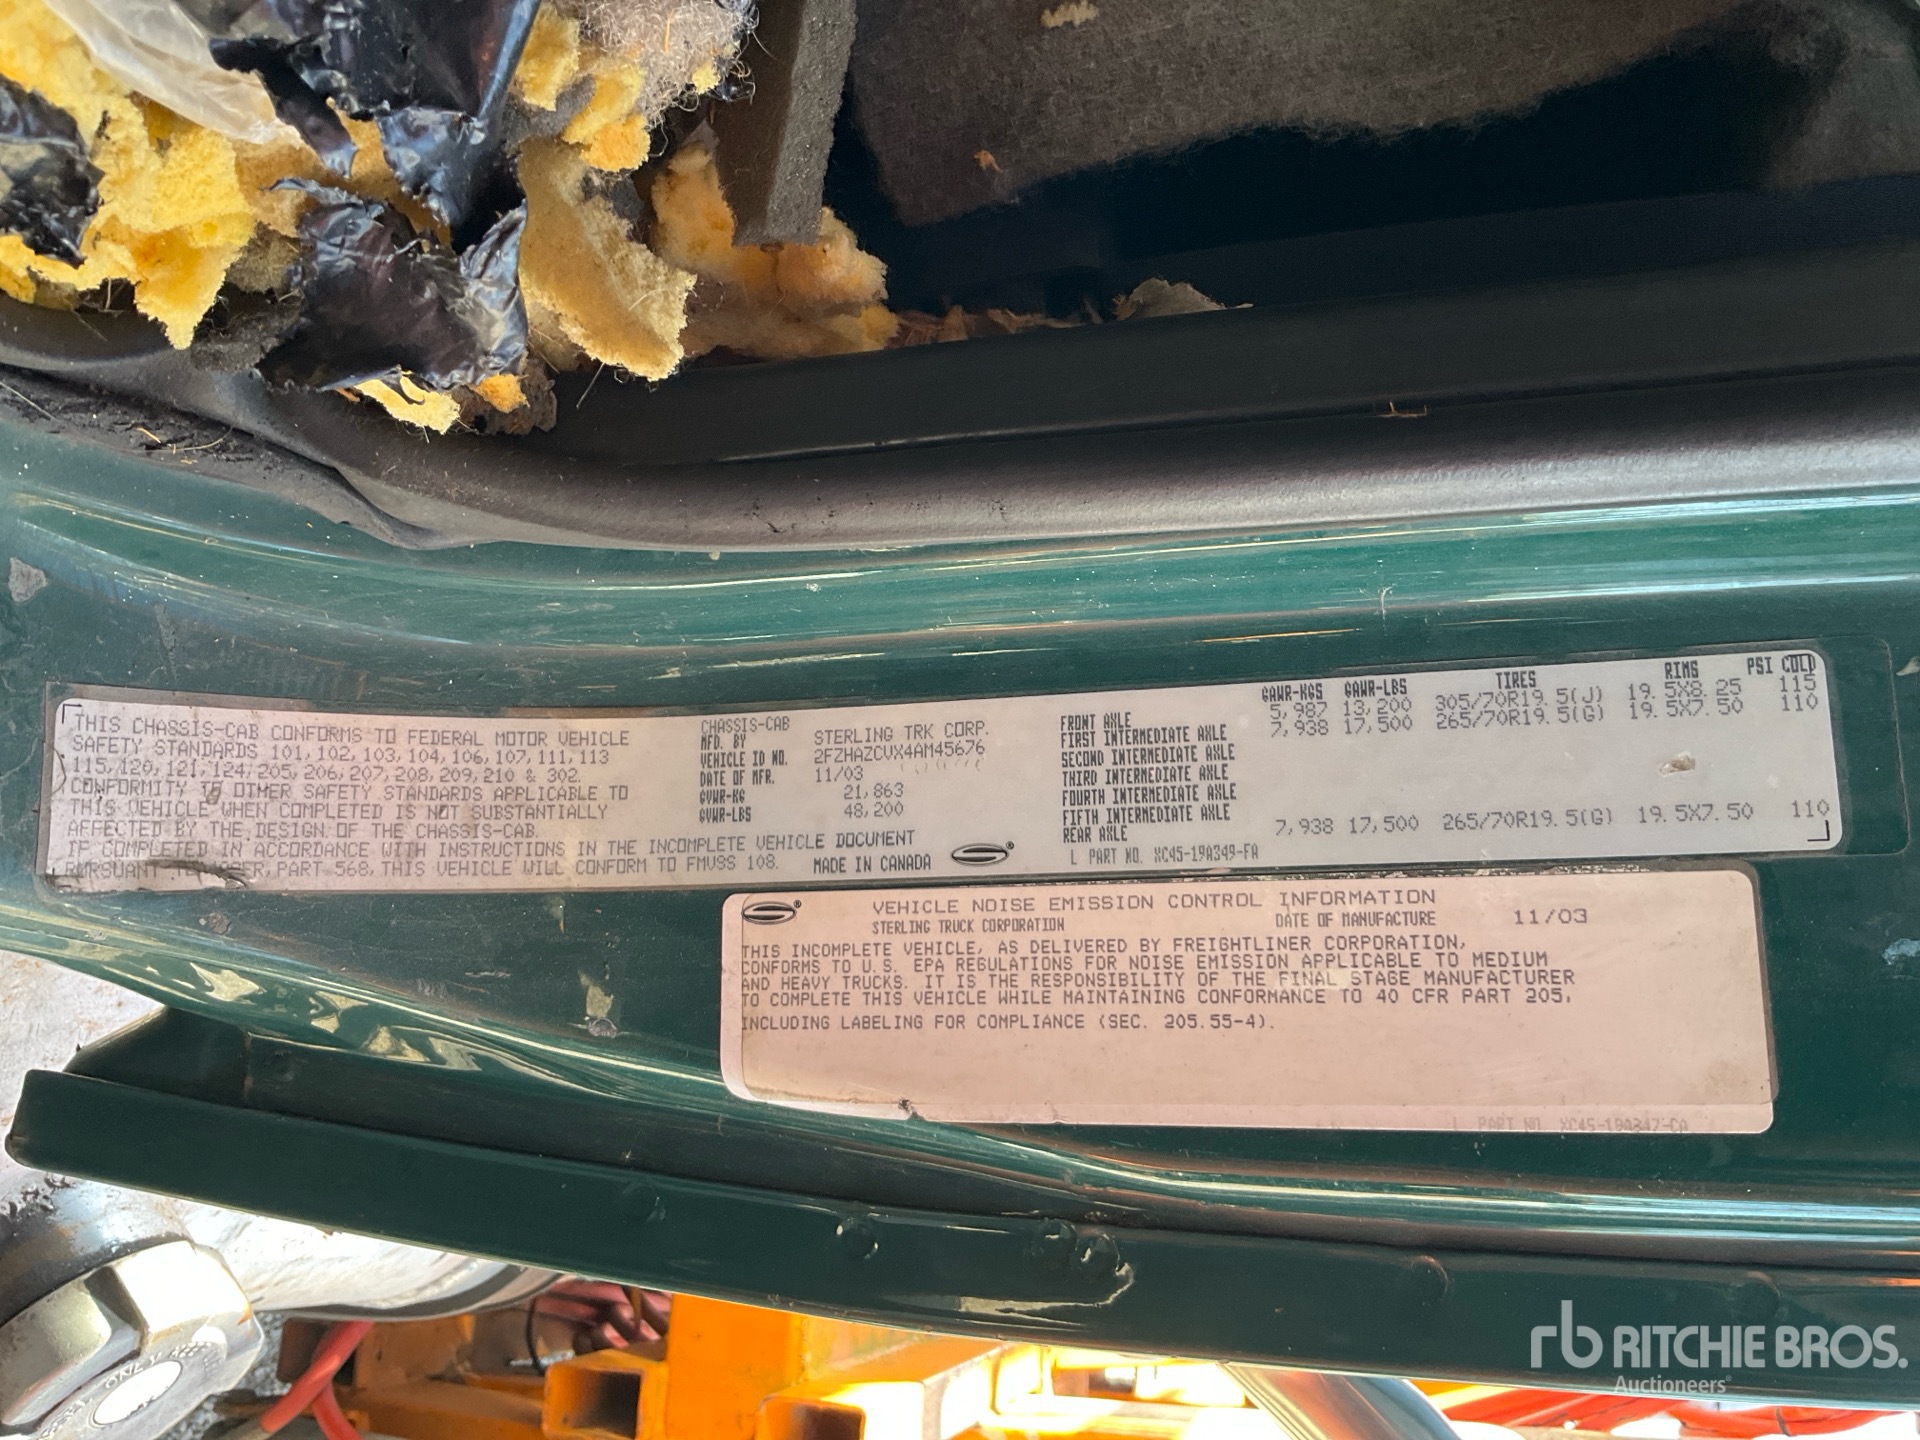 THIS CHASSIS-CAB CONFORMS TO FEDERAL MOTOR VEHICLE
SAFETY STANDARDS 101, 102, 103, 104, 106, 107, 111, 113
115, 120, 121, 124, 205, 206, 207, 208, 209, 210 & 302.
CONFORMITY TO OTHER SAFETY STANDARDS APPLICABLE TO
THIS VEHICLE WHEN COMPLETED IS NOT SUBSTANTIALLY
AFFECTED BY THE DESIGN OF THE CHASSIS-CAB.
IF COMPLETED IN ACCORDANCE WITH INSTRUCTIONS IN THE INCOMPLETE VEHICLE DOCUMENT
PURSUANT TO 49CFR, PART 568, THIS VEHICLE WILL CONFORM TO FMVSS 108.
CHASSIS-CAB
MFD. BY STERLING TRK CORP.
VEHICLE ID NO. 2FZHAZCVX4AM45676
DATE OF MFR. 11/03
GVWR-KG 21,863
GVWR-LBS 48,200
MADE IN CANADA
GAWR-KGS GAWR-LBS TIRES RIMS PSI COLD
FRONT AXLE 5,987 13,200 305/70R19.5(J) 19.5X8.25 115
FIRST INTERMEDIATE AXLE 7,938 17,500 265/70R19.5(G) 19.5X7.50 110
SECOND INTERMEDIATE AXLE
THIRD INTERMEDIATE AXLE
FOURTH INTERMEDIATE AXLE
FIFTH INTERMEDIATE AXLE
REAR AXLE 7,938 17,500 265/70R19.5(G) 19.5X7.50 110
L PART NO. XC45-19A349-FA
VEHICLE NOISE EMISSION CONTROL INFORMATION
STERLING TRUCK CORPORATION DATE OF MANUFACTURE 11/03
THIS INCOMPLETE VEHICLE, AS DELIVERED BY FREIGHTLINER CORPORATION,
CONFORMS TO U.S. EPA REGULATIONS FOR NOISE EMISSION APPLICABLE TO MEDIUM
AND HEAVY TRUCKS. IT IS THE RESPONSIBILITY OF THE FINAL STAGE MANUFACTURER
TO COMPLETE THIS VEHICLE WHILE MAINTAINING CONFORMANCE TO 40 CFR PART 205,
INCLUDING LABELING FOR COMPLIANCE (SEC. 205.55-4).
L PART NO. XC45-19A347-CA
rb RITCHIE BROS.
Auctioneers